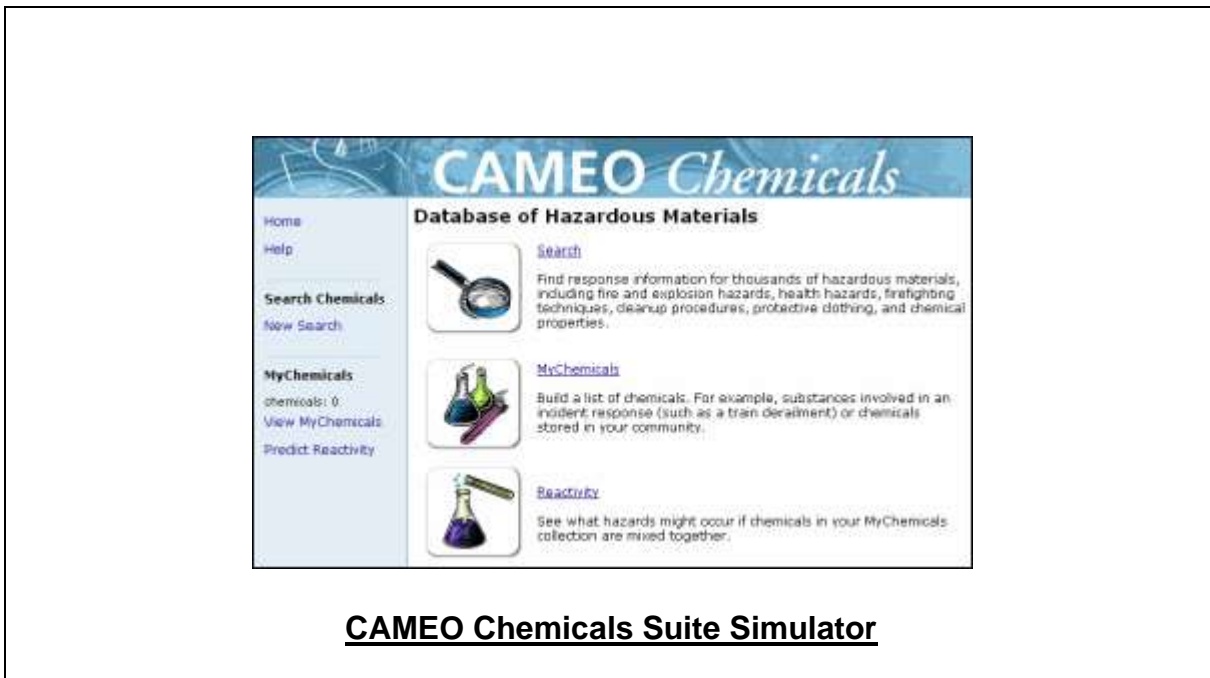 CAMEO Chemicals
Home
Help
Search Chemicals
New Search
MyChemicals
chemicals: 0
View MyChemicals
Predict Reactivity
Database of Hazardous Materials
Search
Find response information for thousands of hazardous materials,
including fire and explosion hazards, health hazards, firefighting
techniques, cleanup procedures, protective clothing, and chemical
properties.
MyChemicals
Build a list of chemicals. For example, substances involved in an
incident response (such as a train derailment) or chemicals
stored in your community.
Reactivity
See what hazards might occur if chemicals in your MyChemicals
collection are mixed together.
CAMEO Chemicals Suite Simulator